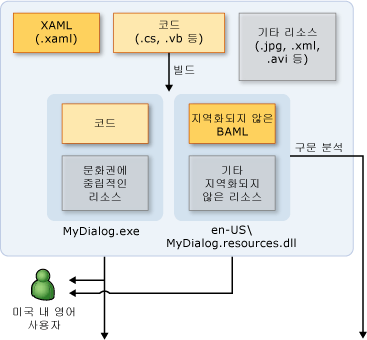 XAML
(.xaml)
코드
(.cs, .vb 등)
기타 리소스
(.jpg, .xml,
.avi 등)
빌드
코드
문화권에
중립적인
리소스
MyDialog.exe
지역화되지 않은
BAML
기타
지역화되지
않은 리소스
en-US\
MyDialog.resources.dll
구문 분석
미국 내 영어
사용자